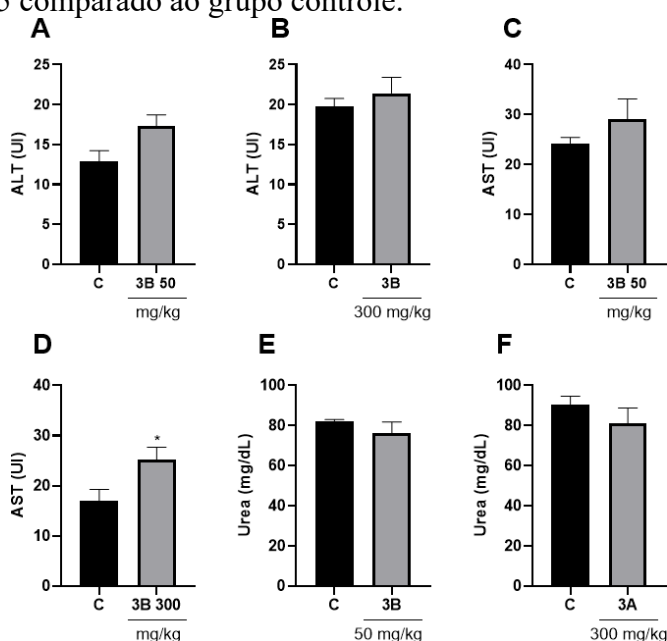 5 comparado ao grupo controle.
A
B
C
25
20
15
10
5
0
ALT (UI)
C
3B 50
mg/kg
25
20
15
10
5
0
ALT (UI)
C
3B
300 mg/kg
40
30
20
10
0
AST (UI)
C
3B 50
mg/kg
D
E
F
40
30
20
10
0
AST (UI)
*
C
3B 300
mg/kg
100
80
60
40
20
0
Urea (mg/dL)
C
3B
50 mg/kg
100
80
60
40
20
0
Urea (mg/dL)
C
3A
300 mg/kg